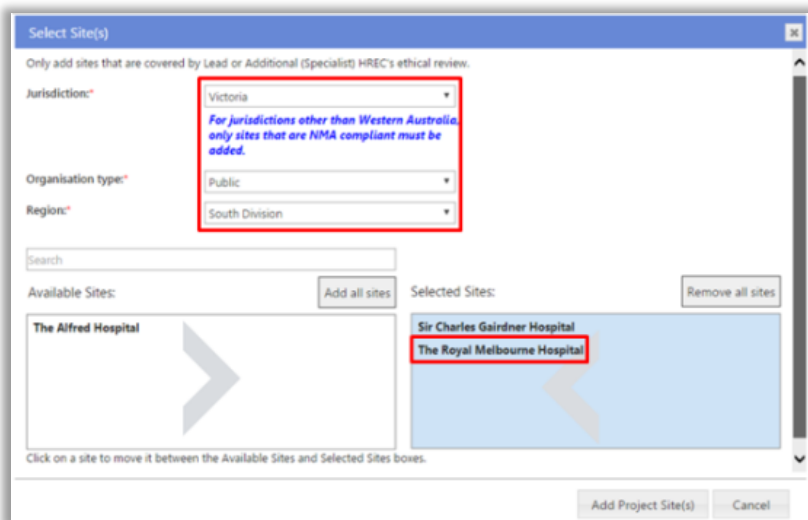 Select Site(s)
Only add sites that are covered by Lead or Additional (Specialist) HREC's ethical review.
Jurisdiction:*
Victoria
For jurisdictions other than Western Australia,
only sites that are NMA compliant must be
added.
Organisation type:*
Public
Region:*
South Division
Search
Available Sites:
Add all sites
Selected Sites:
Remove all sites
The Alfred Hospital
Sir Charles Gairdner Hospital
The Royal Melbourne Hospital
Click on a site to move it between the Available Sites and Selected Sites boxes.
Add Project Site(s)
Cancel